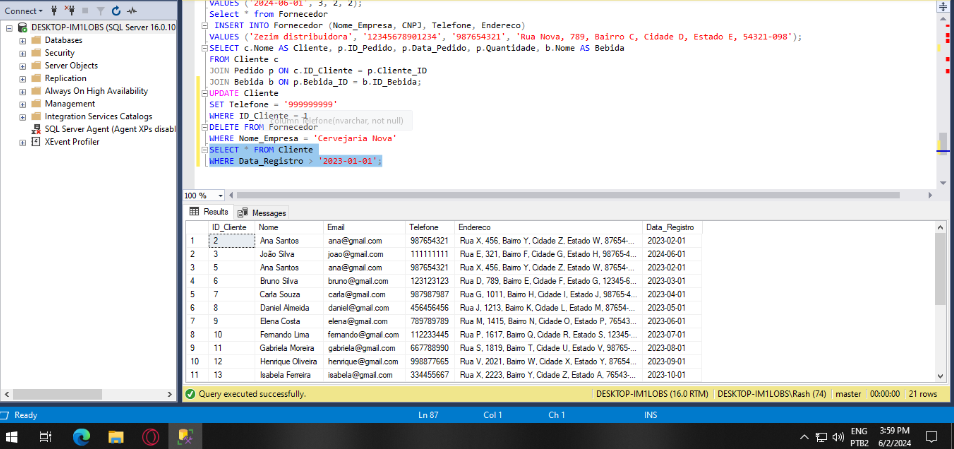 Connect
DESKTOP-IM1LOBS (SQL Server 16.0.10
Databases
Security
Server Objects
Replication
Always On High Availability
Management
Integration Services Catalogs
SQL Server Agent (Agent XPs disabl
XEvent Profiler
VALUES ('2024-06-01', 3, 2, 2);
Select * from Fornecedor
INSERT INTO Fornecedor (Nome_Empresa, CNPJ, Telefone, Endereco)
VALUES ('Zezim distribuidora', '12345678901234', '987654321', 'Rua Nova, 789, Bairro C, Cidade D, Estado E, 54321-098');
SELECT c.Nome AS Cliente, p.ID_Pedido, p.Data_Pedido, p.Quantidade, b.Nome AS Bebida
FROM Cliente c
JOIN Pedido p ON c.ID_Cliente = p.Cliente_ID
JOIN Bebida b ON p.Bebida_ID = b.ID_Bebida;
UPDATE Cliente
SET Telefone = '999999999'
WHERE ID_Cliente = 1
column Telefone(nvarchar, not null)
DELETE FROM Fornecedor
WHERE Nome_Empresa = 'Cervejaria Nova'
SELECT * FROM Cliente
WHERE Data_Registro > '2023-01-01';
100 %
Results Messages
ID_Cliente Nome Email Telefone Endereco Data_Registro
1 2 Ana Santos ana@gmail.com 987654321 Rua X, 456, Bairro Y, Cidade Z, Estado W, 87654-... 2023-02-01
2 3 João Silva joao@gmail.com 111111111 Rua E, 321, Bairro F, Cidade G, Estado H, 98765-4... 2024-06-01
3 5 Ana Santos ana@gmail.com 987654321 Rua X, 456, Bairro Y, Cidade Z, Estado W, 87654-... 2023-02-01
4 6 Bruno Silva bruno@gmail.com 123123123 Rua D, 789, Bairro E, Cidade F, Estado G, 12345-6... 2023-03-01
5 7 Carla Souza carla@gmail.com 987987987 Rua G, 1011, Bairro H, Cidade I, Estado J, 98765-4... 2023-04-01
6 8 Daniel Almeida daniel@gmail.com 456456456 Rua J, 1213, Bairro K, Cidade L, Estado M, 87654-... 2023-05-01
7 9 Elena Costa elena@gmail.com 789789789 Rua M, 1415, Bairro N, Cidade O, Estado P, 76543... 2023-06-01
8 10 Fernando Lima fernando@gmail.com 112233445 Rua P, 1617, Bairro Q, Cidade R, Estado S, 12345-... 2023-07-01
9 11 Gabriela Moreira gabriela@gmail.com 667788990 Rua S, 1819, Bairro T, Cidade U, Estado V, 98765-... 2023-08-01
10 12 Henrique Oliveira henrique@gmail.com 998877665 Rua V, 2021, Bairro W, Cidade X, Estado Y, 87654... 2023-09-01
11 13 Isabela Ferreira isabela@gmail.com 334455667 Rua X, 2223, Bairro Y, Cidade Z, Estado A, 76543-... 2023-10-01
Query executed successfully. DESKTOP-IM1LOBS (16.0 RTM) DESKTOP-IM1LOBS\Rash (74) master 00:00:00 21 rows
Ready Ln 87 Col 1 Ch 1 INS
ENG 3:59 PM
PTB2 6/2/2024